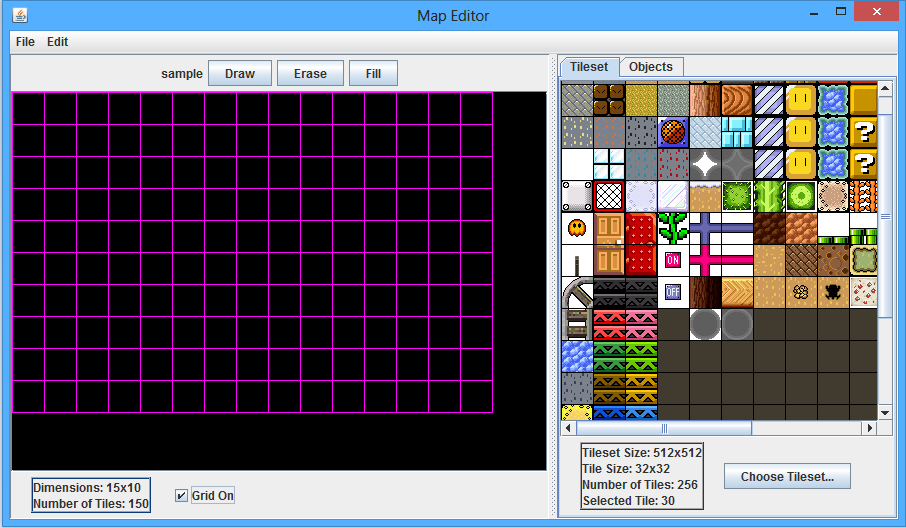 Map Editor
File Edit
sample Draw Erase Fill
Tileset Objects
?
?
ON
OFF
Dimensions: 15x10
Number of Tiles: 150
Grid On
Tileset Size: 512x512
Tile Size: 32x32
Number of Tiles: 256
Selected Tile: 30
Choose Tileset...